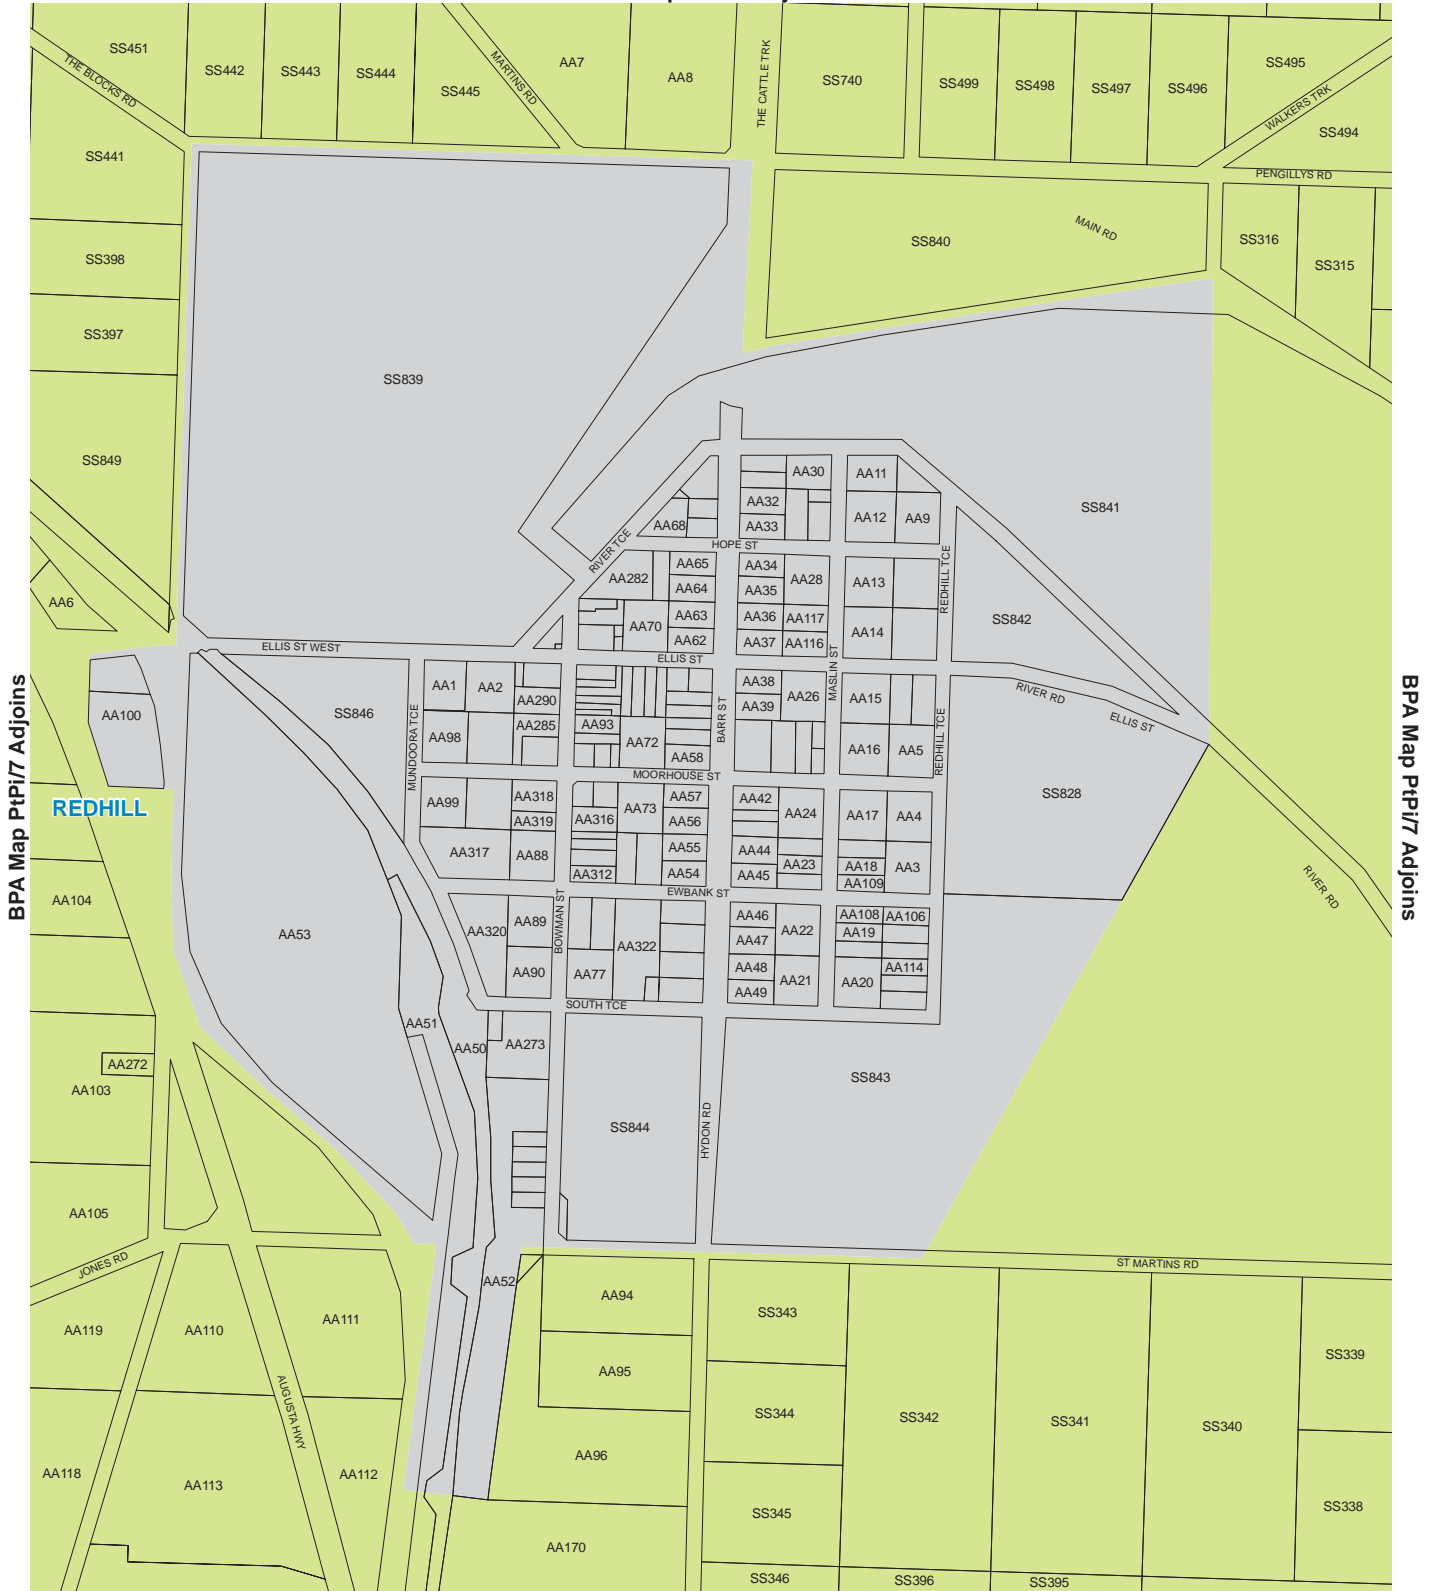 SS451
SS442
SS443
SS444
SS445
THE BLOCKS RD
MARTINS RD
AA7
AA8
THE CATTLE TRK
SS740
SS499
SS498
SS497
SS496
SS495
WALKERS TRK
SS494
PENGILLYS RD
SS441
SS398
SS397
SS849
SS839
SS840
MAIN RD
SS316
SS315
SS841
AA30
AA11
AA32
AA33
AA12
AA9
AA68
HOPE ST
RIVER TCE
REDHILL TCE
AA65
AA64
AA282
AA34
AA35
AA28
AA13
AA6
AA70
AA63
AA62
AA36
AA37
AA117
AA116
AA14
SS842
MASLIN ST
ELLIS ST WEST
ELLIS ST
AA1
AA2
AA290
AA38
AA39
AA26
AA15
RIVER RD
ELLIS ST
BPA Map PtPi/7 Adjoins
BPA Map PtPi/7 Adjoins
AA100
SS846
MUNDOORA TCE
AA98
AA285
AA93
AA72
AA58
BARR ST
AA16
AA5
REDHILL TCE
MOORHOUSE ST
REDHILL
AA99
AA318
AA319
AA316
AA73
AA57
AA56
AA42
AA24
AA17
AA4
SS828
AA317
AA88
AA312
AA55
AA54
AA44
AA45
AA23
AA18
AA109
AA3
EWBANK ST
RIVER RD
AA104
AA53
AA320
AA89
AA90
BOWMAN ST
AA77
AA322
AA46
AA47
AA48
AA49
AA22
AA21
AA108
AA106
AA19
AA20
AA114
SOUTH TCE
AA51
AA50
AA273
AA272
AA103
SS844
HYDON RD
SS843
AA105
JONES RD
AA52
ST MARTINS RD
AA119
AA110
AA111
AA94
AA95
SS343
SS339
AUGUSTA HWY
SS344
SS342
SS341
SS340
AA118
AA113
AA112
AA96
SS345
SS338
AA170
SS346
SS396
SS395